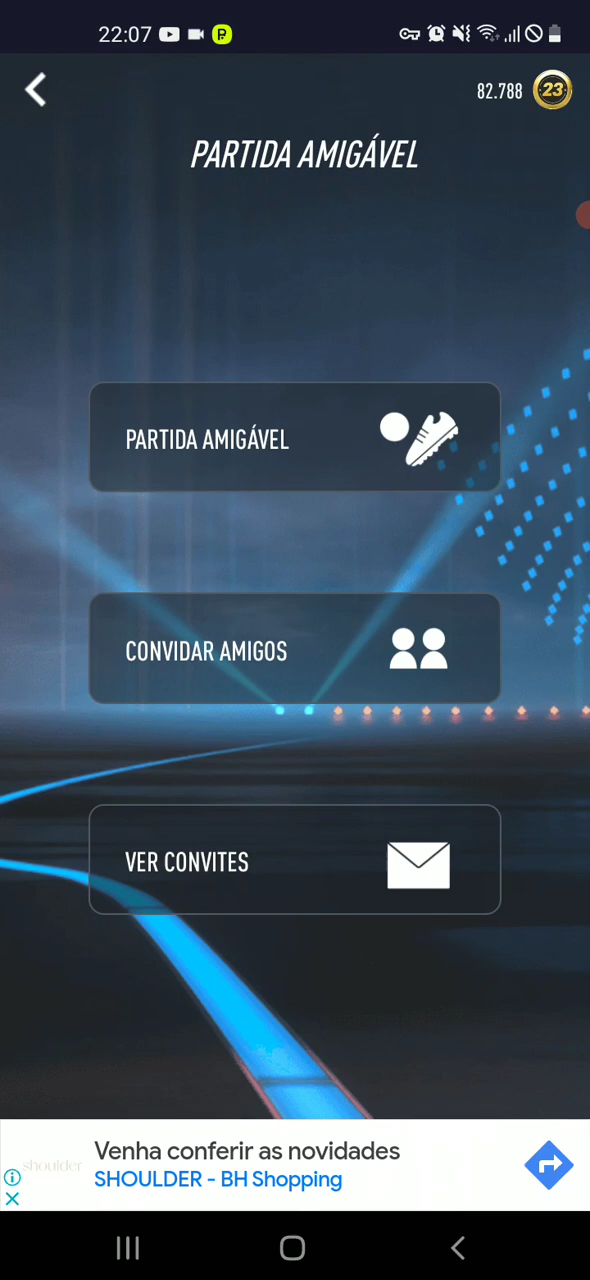 22:07
82.788 23
PARTIDA AMIGÁVEL
PARTIDA AMIGÁVEL
CONVIDAR AMIGOS
VER CONVITES
shoulder
Venha conferir as novidades
SHOULDER - BH Shopping